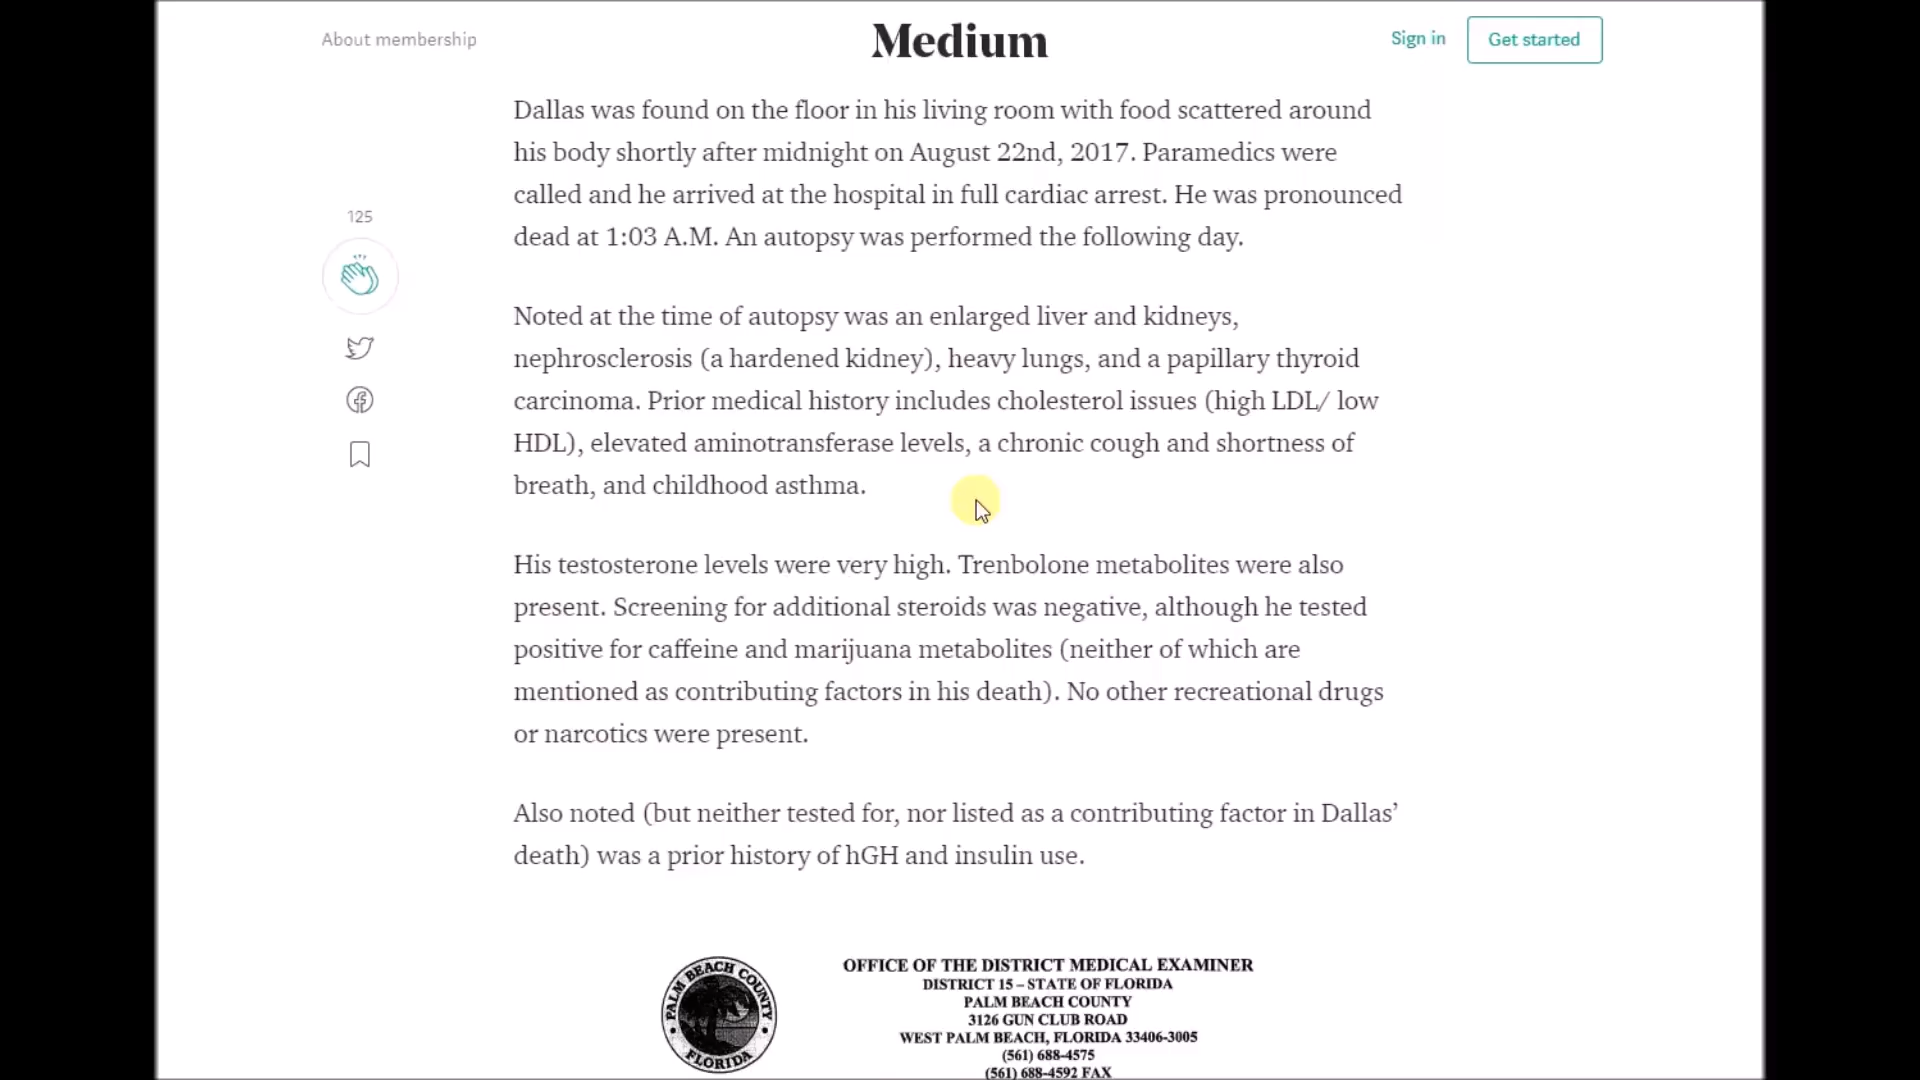 About membership
Medium
Sign in
Get started
Dallas was found on the floor in his living room with food scattered around
his body shortly after midnight on August 22nd, 2017. Paramedics were
called and he arrived at the hospital in full cardiac arrest. He was pronounced
dead at 1:03 A.M. An autopsy was performed the following day.
125
Noted at the time of autopsy was an enlarged liver and kidneys,
nephrosclerosis (a hardened kidney), heavy lungs, and a papillary thyroid
carcinoma. Prior medical history includes cholesterol issues (high LDL/ low
HDL), elevated aminotransferase levels, a chronic cough and shortness of
breath, and childhood asthma.
His testosterone levels were very high. Trenbolone metabolites were also
present. Screening for additional steroids was negative, although he tested
positive for caffeine and marijuana metabolites (neither of which are
mentioned as contributing factors in his death). No other recreational drugs
or narcotics were present.
Also noted (but neither tested for, nor listed as a contributing factor in Dallas’
death) was a prior history of hGH and insulin use.
PALM BEACH COUNTY
FLORIDA
OFFICE OF THE DISTRICT MEDICAL EXAMINER
DISTRICT 15 – STATE OF FLORIDA
PALM BEACH COUNTY
3126 GUN CLUB ROAD
WEST PALM BEACH, FLORIDA 33406-3005
(561) 688-4575
(561) 688-4592 FAX